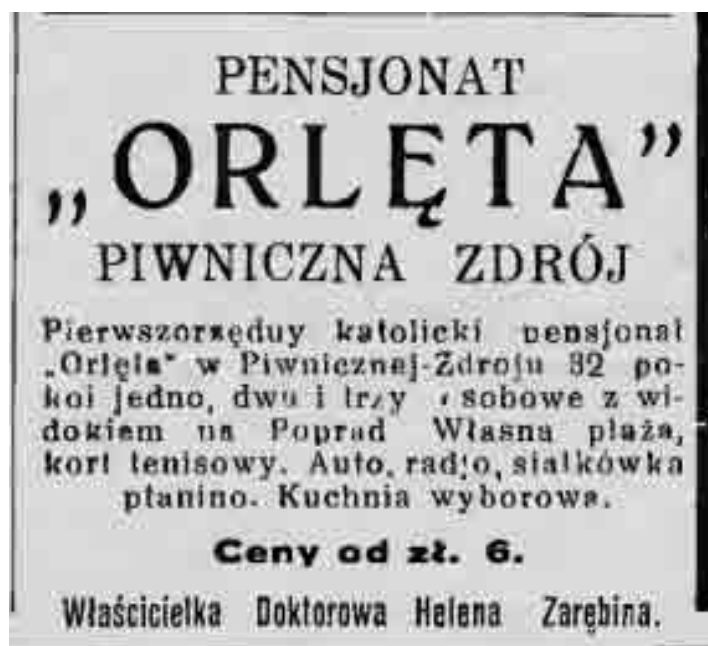 PENSJONAT
„ORLĘTA”
PIWNICZNA ZDRÓJ
Pierwszorzędny katolicki pensjonat
„Orlęta" w Piwnicznej-Zdroju 32 po-
koi jedno, dwu i trzy osobowe z wi-
dokiem na Poprad Własna plaża,
kort tenisowy. Auto, radjo, siatkówka
pianino. Kuchnia wyborowa.
Ceny od zł. 6.
Właścicielka Doktorowa Helena Zarębina.